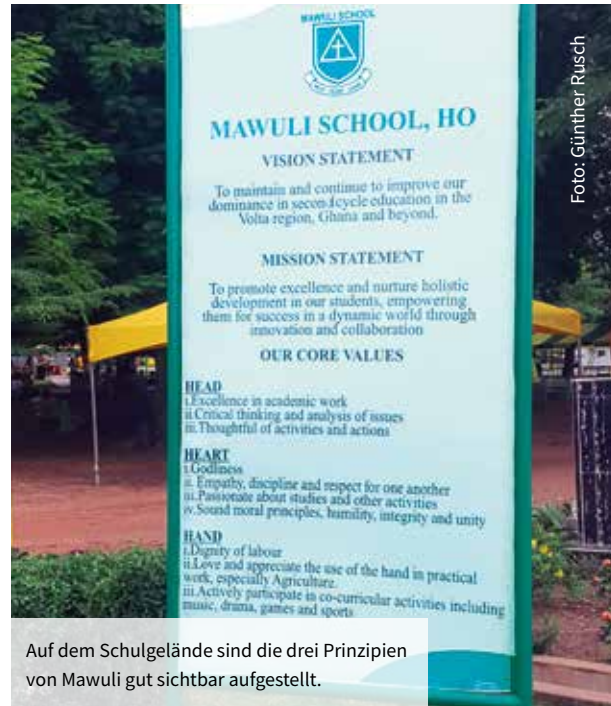 MAWULI SCHOOL
MAWULI SCHOOL, HO
VISION STATEMENT
To maintain and continue to improve our
dominance in second cycle education in the
Volta region, Ghana and beyond.
MISSION STATEMENT
To promote excellence and nurture holistic
development in our students, empowering
them for success in a dynamic world through
innovation and collaboration
OUR CORE VALUES
HEAD
i.Excellence in academic work
ii.Critical thinking and analysis of issues
iii.Thoughtful of activities and actions
HEART
i.Godliness
ii. Empathy, discipline and respect for one another
iii.Passionate about studies and other activities
iv.Sound moral principles, humility, integrity and unity
HAND
i.Dignity of labour
ii.Love and appreciate the use of the hand in practical
work, especially Agriculture.
iii.Actively participate in co-curricular activities including
music, drama, games and sports
Foto: Günther Rusch
Auf dem Schulgelände sind die drei Prinzipien
von Mawuli gut sichtbar aufgestellt.